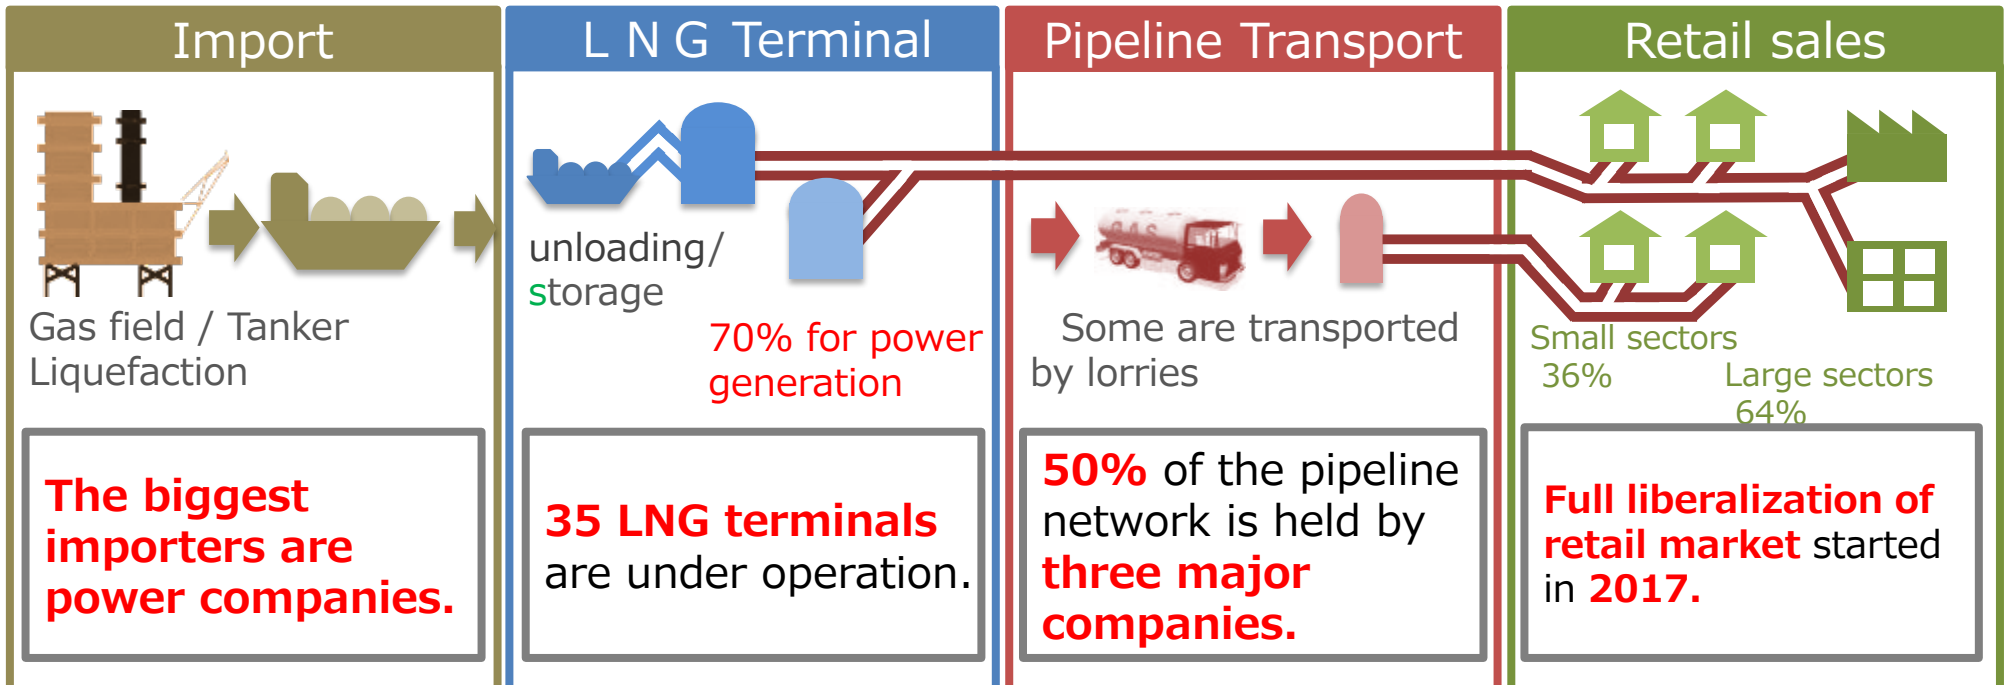 Import
Gas field / Tanker
Liquefaction
The biggest
importers are
power companies.
L N G Terminal
unloading/
storage
70% for power
generation
35 LNG terminals
are under operation.
Pipeline Transport
GAS
Some are transported
by lorries
50% of the pipeline
network is held by
three major
companies.
Retail sales
Small sectors
36%
Large sectors
64%
Full liberalization of
retail market started
in 2017.